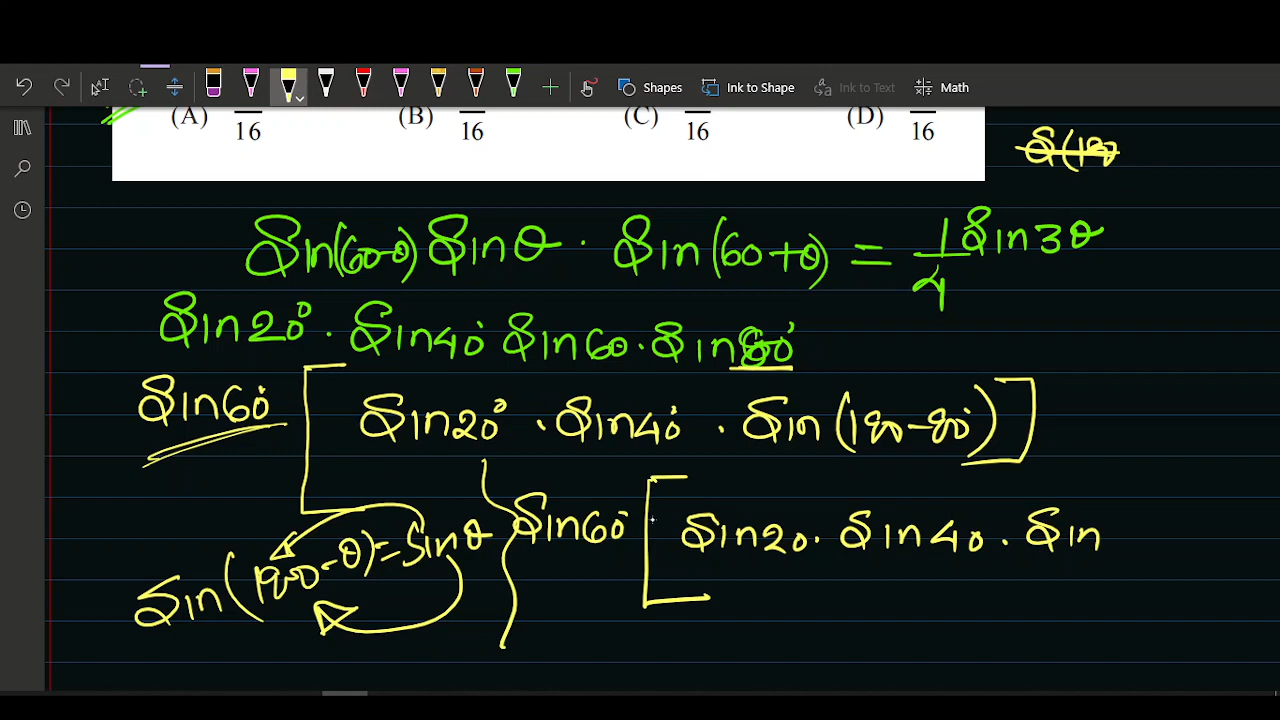 Shapes Ink to Shape Ink to Text Math
(A) 16 (B) 16 (C) 16 (D) 16
S(180
Sin(60-θ) Sinθ · Sin(60+θ) = 1/4 Sin3θ
Sin20° · Sin40° Sin60 · Sin80°
Sin60° [ Sin20° · Sin40° · Sin(180-80°) ]
Sin60° [ Sin20 · Sin40 · Sin
Sin(180-θ)=Sinθ